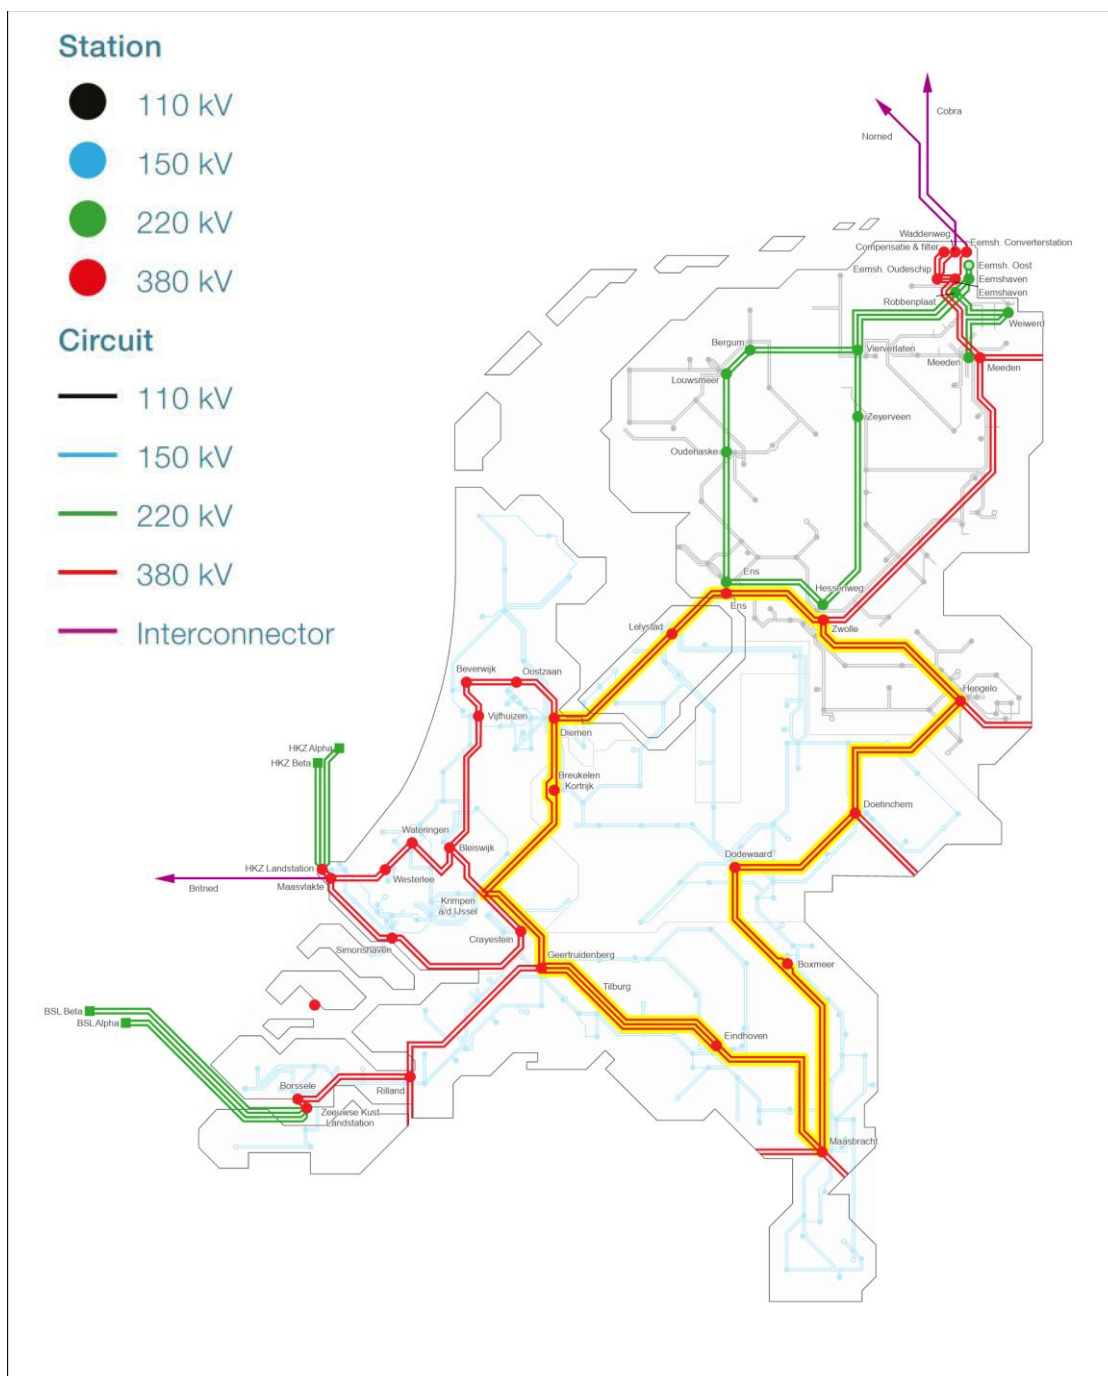 Station
110 kV
150 kV
220 kV
380 kV
Circuit
110 kV
150 kV
220 kV
380 kV
Interconnector
Cobra
Norned
Waddenweg
Eemsh. Converterstation
Compensatie & filter
Eemsh. Oudeschip
Eemsh. Oost
Eemshaven
Eemshaven
Robbenplaat
Weiwerd
Bergum
Vierverlaten
Meeden
Meeden
Louwsmeer
Zeyerveen
Oudehaske
Ens
Hessenweg
Ens
Zwolle
Lelystad
Hengelo
Beverwijk
Oostzaan
Vijfhuizen
Diemen
HKZ Alpha
HKZ Beta
Breukelen
Kortrijk
Doetinchem
Wateringen
Bleiswijk
Dodewaard
HKZ Landstation
Westerlee
Maasvlakte
Britned
Krimpen
a/d IJssel
Crayestein
Simonshaven
Geertruidenberg
Boxmeer
Tilburg
BSL Beta
BSL Alpha
Eindhoven
Borssele
Rilland
Zeeuwse Kust
Landstation
Maasbracht